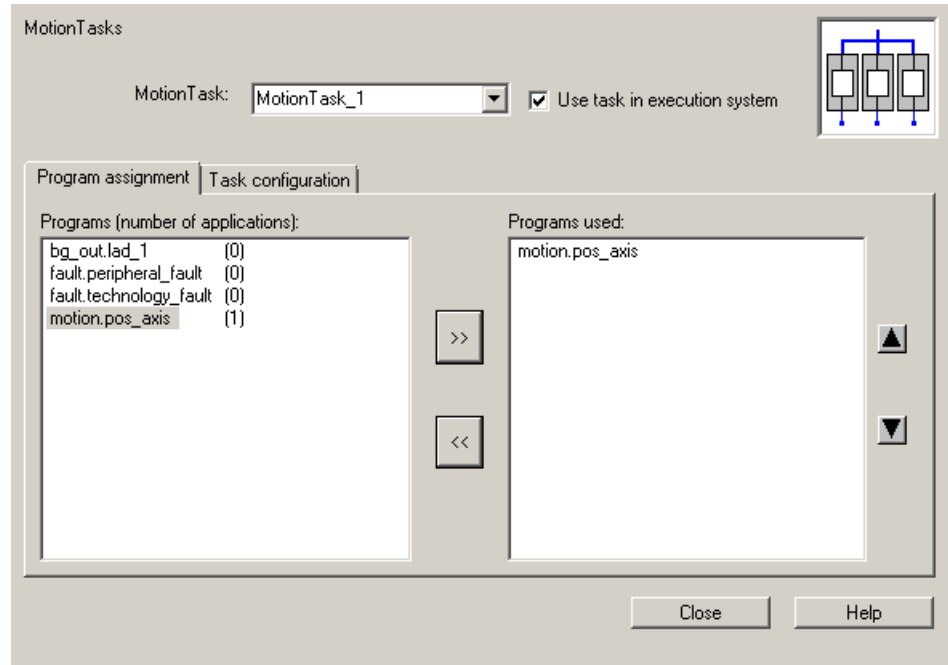 MotionTasks
MotionTask: MotionTask_1 Use task in execution system
Program assignment Task configuration
Programs (number of applications): Programs used:
bg_out.lad_1 (0) motion.pos_axis
fault.peripheral_fault (0)
fault.technology_fault (0)
motion.pos_axis (1)
>>
<<
Close Help